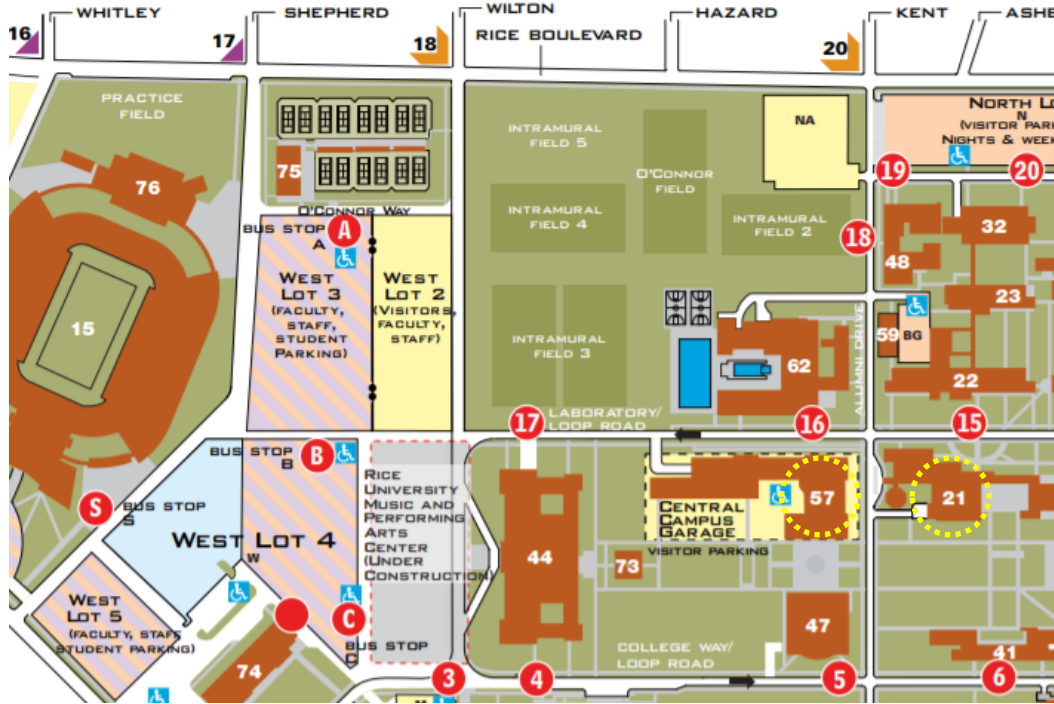 WHITLEY
SHEPHERD
WILTON
HAZARD
KENT
ASHE
RICE BOULEVARD
16
17
18
20
PRACTICE
FIELD
76
15
75
O'CONNOR WAY
BUS STOP
A
A
WEST
LOT 3
(FACULTY,
STAFF,
STUDENT
PARKING)
WEST
LOT 2
(VISITORS,
FACULTY,
STAFF)
INTRAMURAL
FIELD 5
O'CONNOR
FIELD
INTRAMURAL
FIELD 4
INTRAMURAL
FIELD 2
INTRAMURAL
FIELD 3
NA
NORTH LO
N
(VISITOR PARK
NIGHTS & WEEK
19
20
18
32
48
23
59
BG
22
62
ALUMNI DRIVE
17
LABORATORY/
LOOP ROAD
16
15
BUS STOP
B
B
S
BUS STOP
S
WEST LOT 4
W
RICE
UNIVERSITY
MUSIC AND
PERFORMING
ARTS
CENTER
(UNDER
CONSTRUCTION)
44
73
57
CENTRAL
CAMPUS
GARAGE
VISITOR PARKING
21
WEST
LOT 5
(FACULTY, STAFF
STUDENT PARKING)
74
C
BUS STOP
C
47
41
COLLEGE WAY/
LOOP ROAD
3
4
5
6